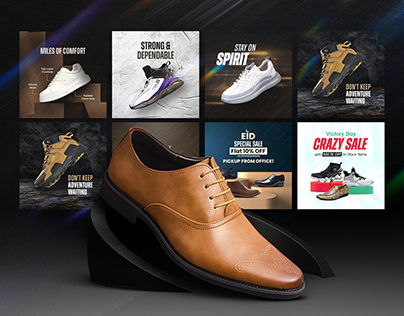 MILES OF COMFORT
STRONG &
DEPENDABLE
STAY ON
SPIRIT
DON'T KEEP
ADVENTURE
WAITING
DON'T KEEP
ADVENTURE
WAITING
EID
SPECIAL SALE
Flat 10% OFF
PICKUP FROM OFFICE!
Victory Day
CRAZY SALE